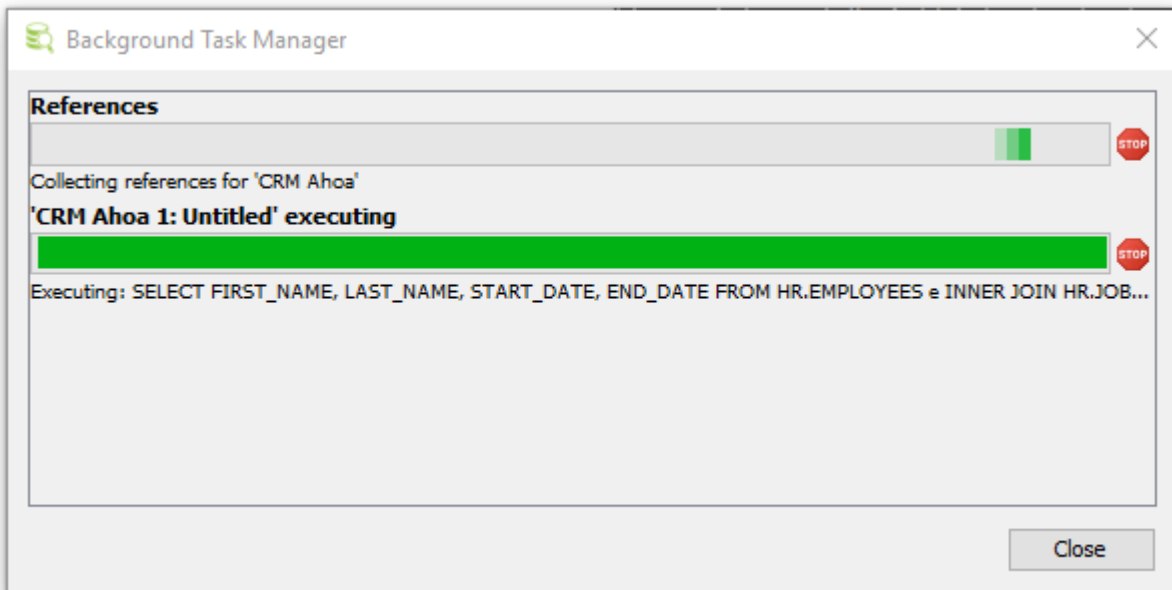 Background Task Manager
References
STOP
Collecting references for 'CRM Ahoa'
'CRM Ahoa 1: Untitled' executing
STOP
Executing: SELECT FIRST_NAME, LAST_NAME, START_DATE, END_DATE FROM HR.EMPLOYEES e INNER JOIN HR.JOB...
Close